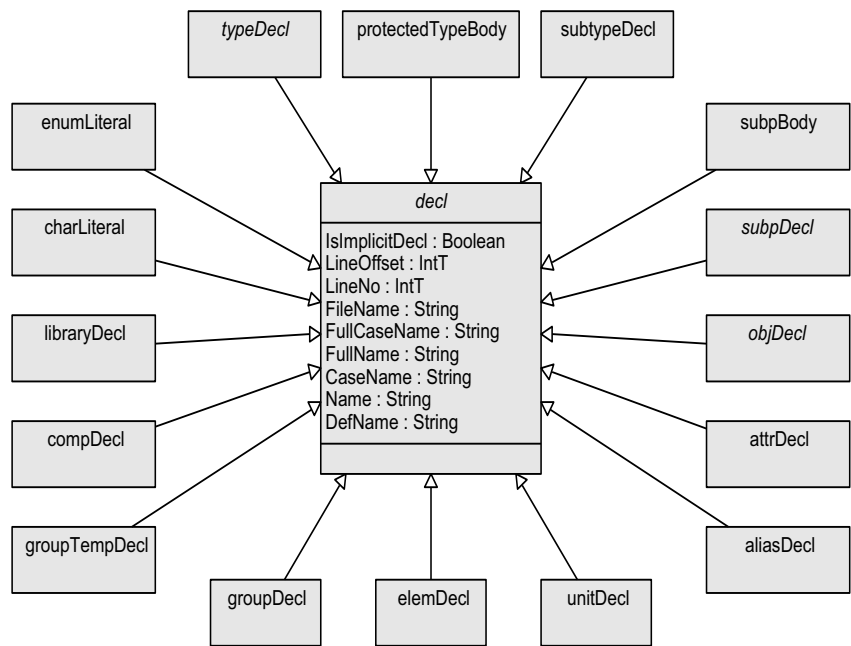 typeDecl
protectedTypeBody
subtypeDecl
enumLiteral
subpBody
charLiteral
subpDecl
libraryDecl
objDecl
compDecl
attrDecl
groupTempDecl
aliasDecl
decl
IsImplicitDecl : Boolean
LineOffset : IntT
LineNo : IntT
FileName : String
FullCaseName : String
FullName : String
CaseName : String
Name : String
DefName : String
groupDecl
elemDecl
unitDecl